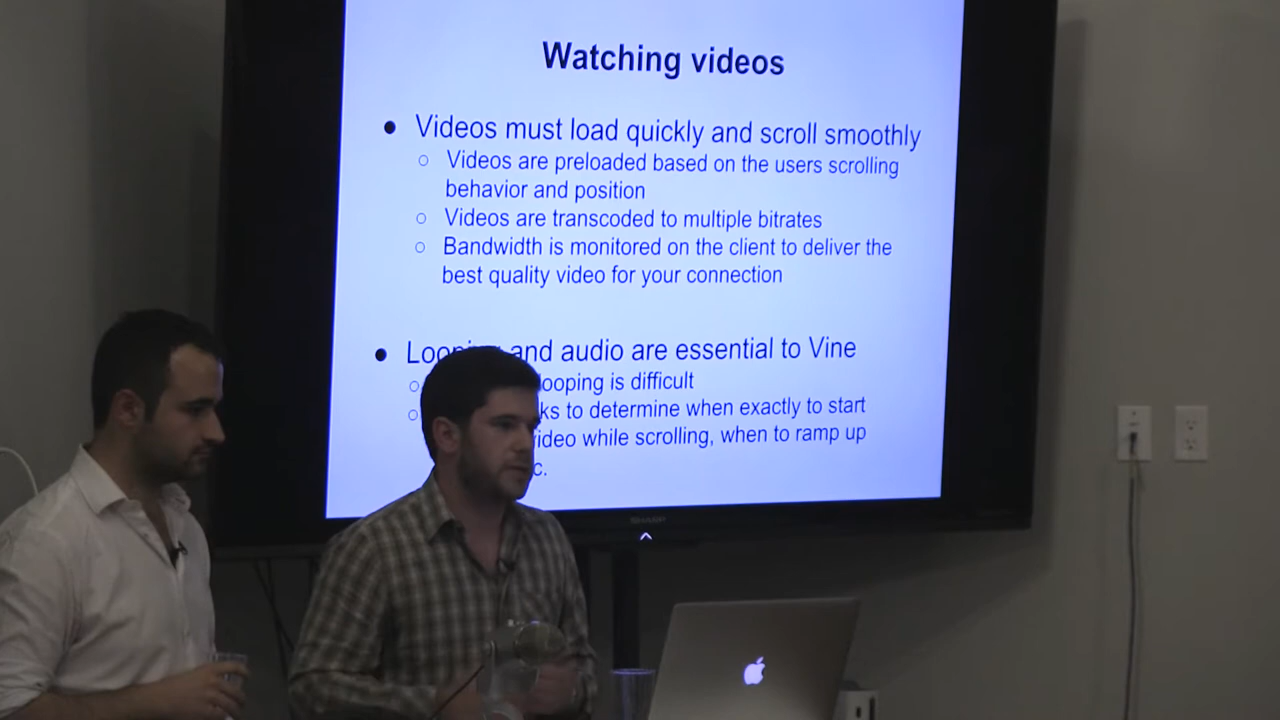 Watching videos
● Videos must load quickly and scroll smoothly
○ Videos are preloaded based on the users scrolling
behavior and position
○ Videos are transcoded to multiple bitrates
○ Bandwidth is monitored on the client to deliver the
best quality video for your connection
● Looping and audio are essential to Vine
○ looping is difficult
○ to determine when exactly to start
video while scrolling, when to ramp up
SHARP